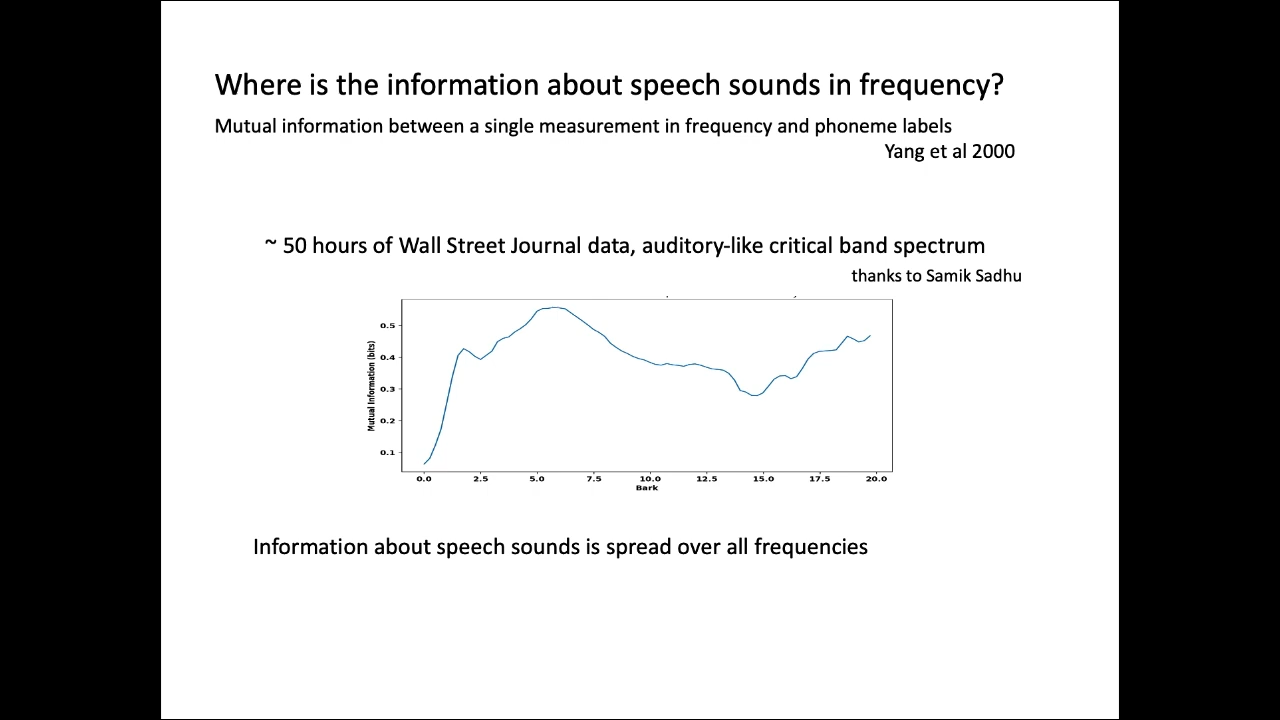 Where is the information about speech sounds in frequency?
Mutual information between a single measurement in frequency and phoneme labels
Yang et al 2000
~ 50 hours of Wall Street Journal data, auditory-like critical band spectrum
thanks to Samik Sadhu
Mutual Information (bits)
0.5
0.4
0.3
0.2
0.1
0.0 2.5 5.0 7.5 10.0 12.5 15.0 17.5 20.0
Bark
Information about speech sounds is spread over all frequencies